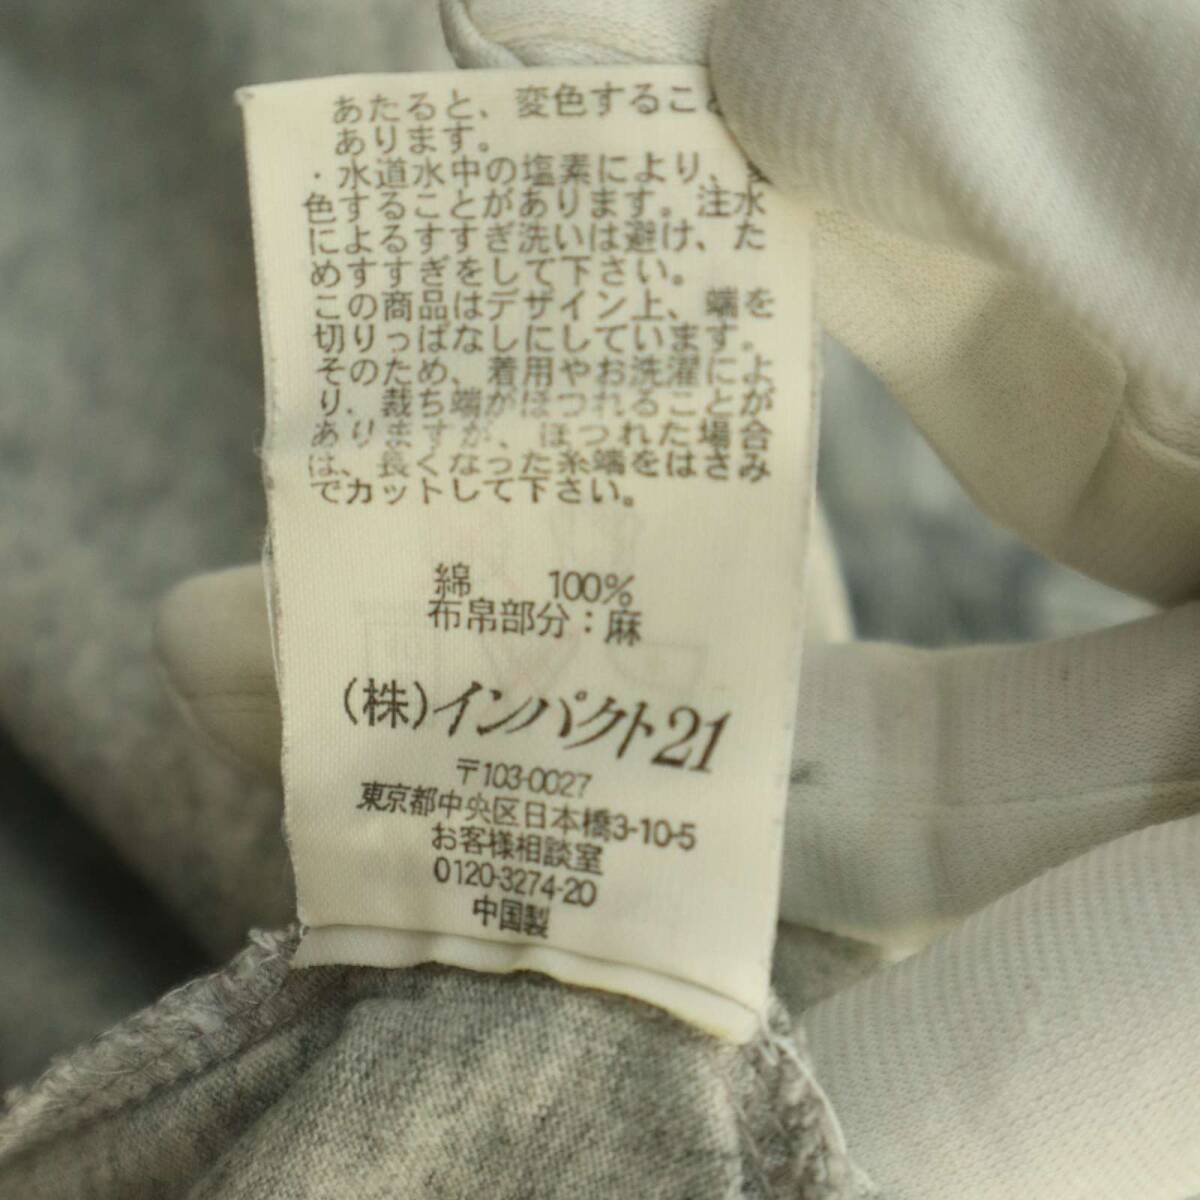 あたると、変色すること
あります。
・水道水中の塩素により、
色することがあります。注水
によるすすぎ洗いは避け、た
めすすぎをして下さい。
この商品はデザイン上、端を
切りっぱなしにしています。
そのため、着用やお洗濯によ
り、裁ち端がほつれることが
ありますが、ほつれた場合
は、長くなった糸端をはさみ
でカットして下さい。
綿 100%
布帛部分：麻
(株)インパクト21
〒103-0027
東京都中央区日本橋3-10-5
お客様相談室
0120-3274-20
中国製